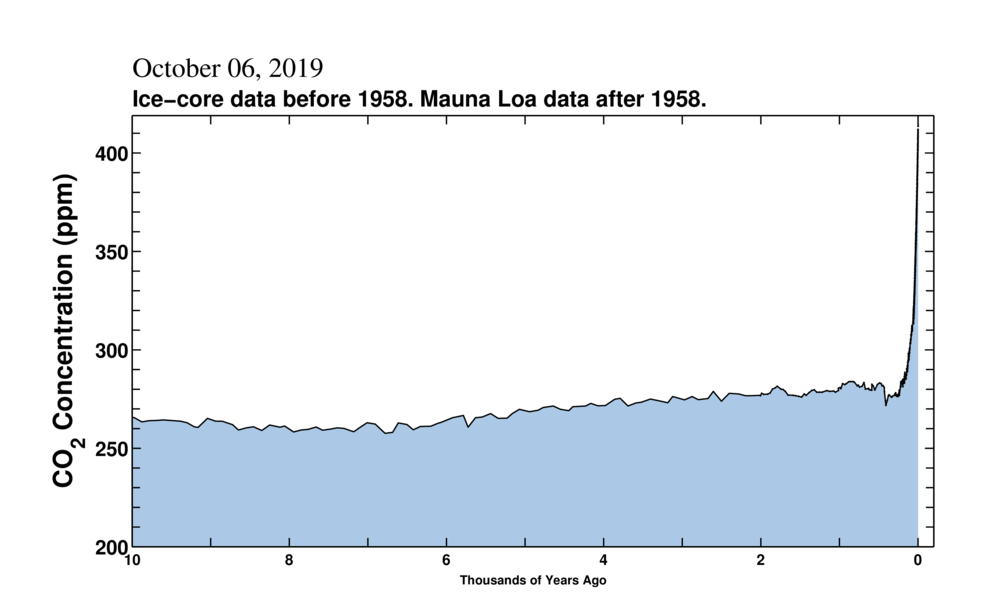 October 06, 2019
Ice−core data before 1958. Mauna Loa data after 1958.
CO2 Concentration (ppm)
400
350
300
250
200
10 8 6 4 2 0
Thousands of Years Ago